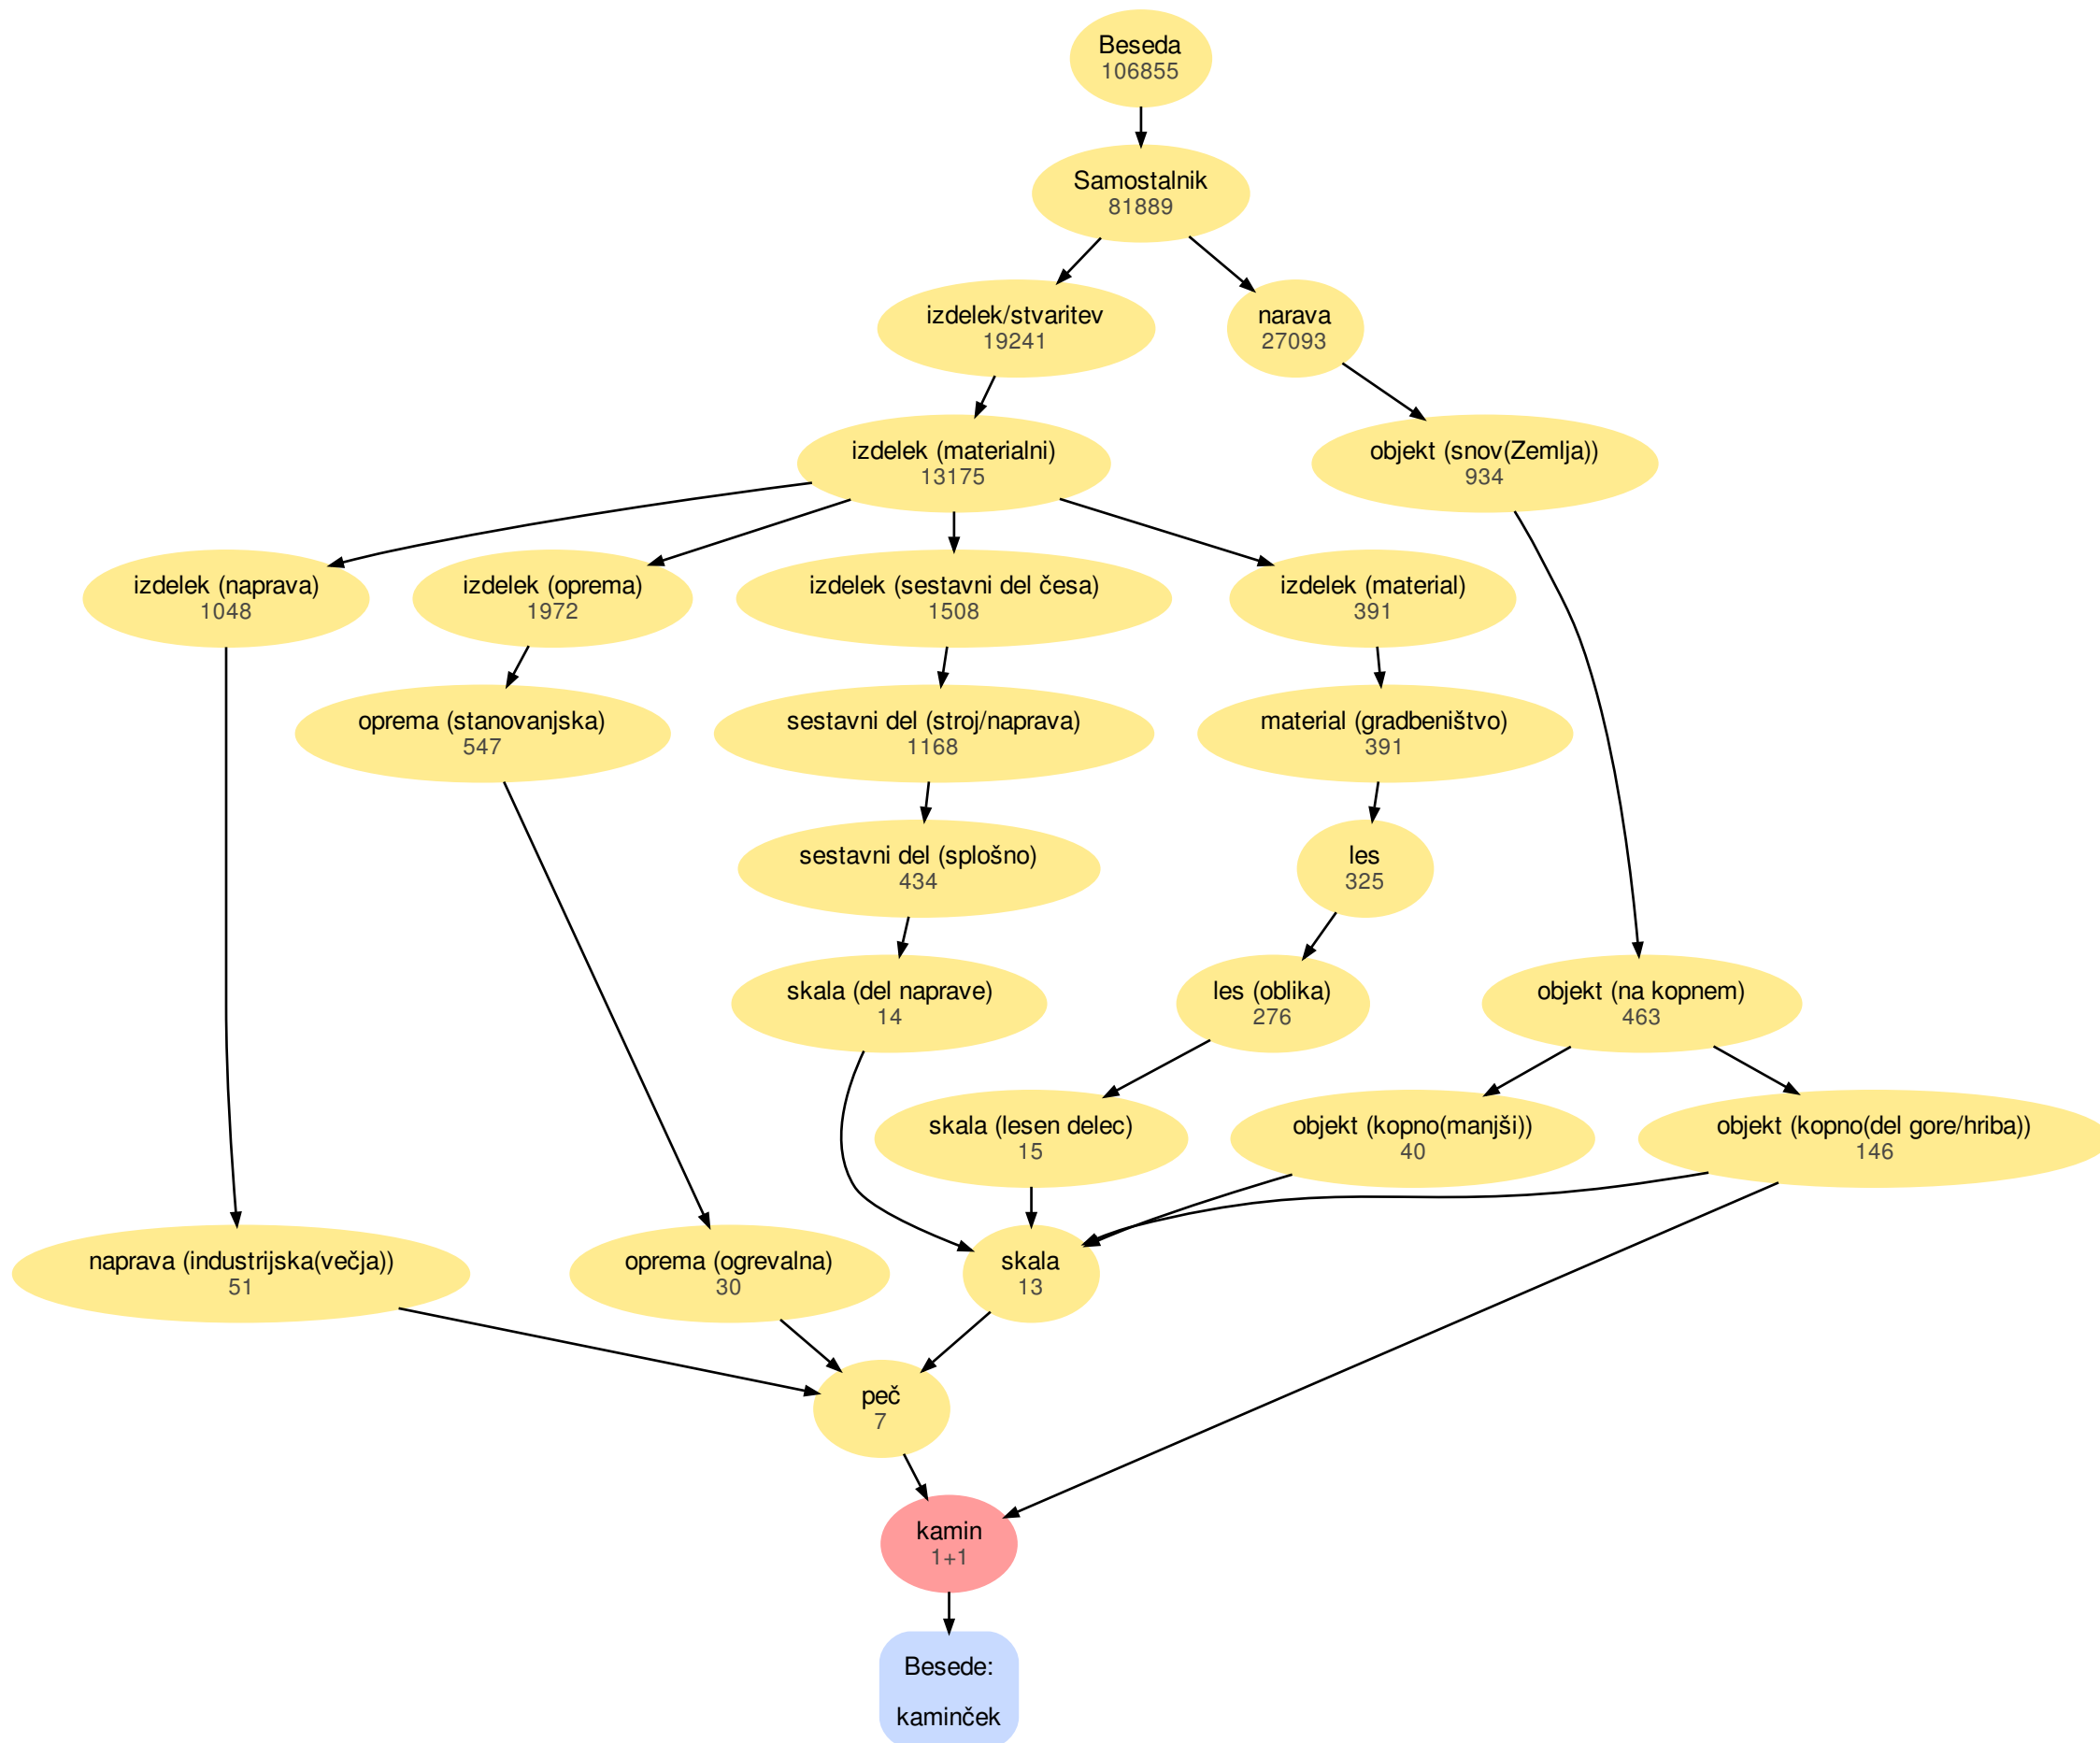 Beseda
106855
Samostalnik
81889
izdelek/stvaritev
19241
narava
27093
izdelek (materialni)
13175
objekt (snov(Zemlja))
934
izdelek (naprava)
1048
izdelek (oprema)
1972
izdelek (sestavni del česa)
1508
izdelek (material)
391
oprema (stanovanjska)
547
sestavni del (stroj/naprava)
1168
material (gradbeništvo)
391
sestavni del (splošno)
434
les
325
skala (del naprave)
14
les (oblika)
276
objekt (na kopnem)
463
skala (lesen delec)
15
objekt (kopno(manjši))
40
objekt (kopno(del gore/hriba))
146
naprava (industrijska(večja))
51
oprema (ogrevalna)
30
skala
13
peč
7
kamin
1+1
Besede:
kaminček